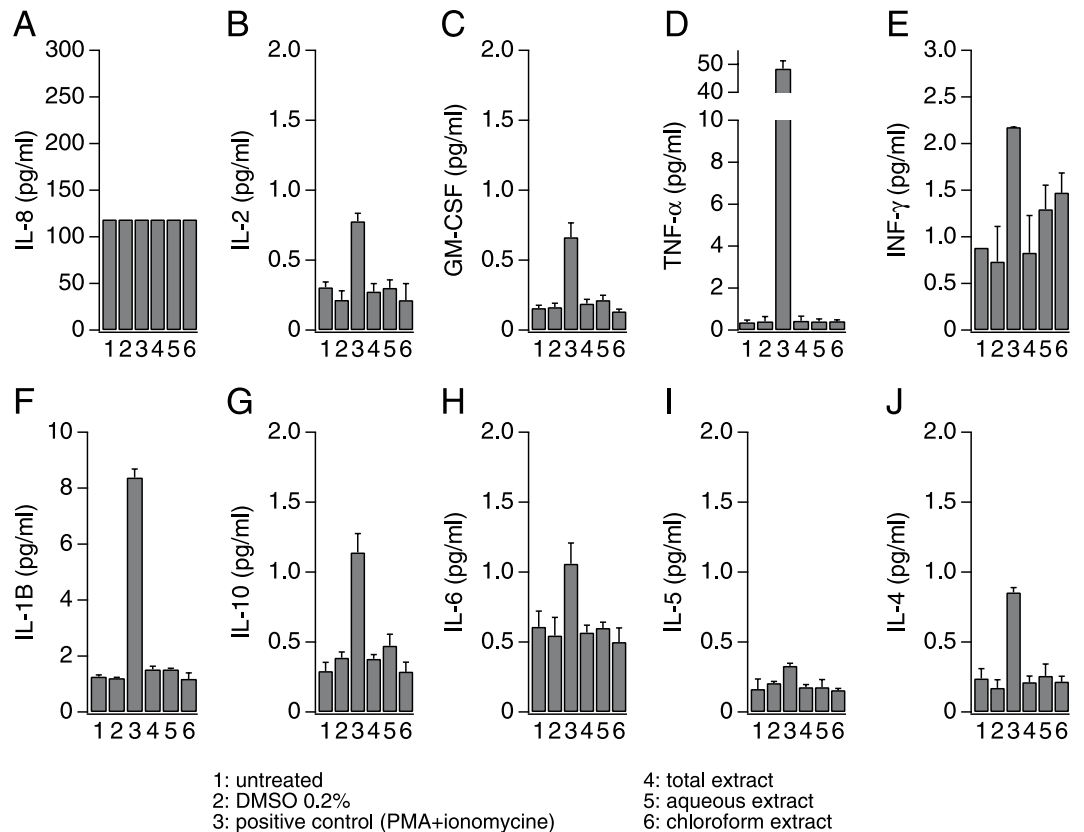 A
B
C
D
E
300
250
200
150
100
50
0
IL-8 (pg/ml)
123456
2.0
1.5
1.0
0.5
0
IL-2 (pg/ml)
123456
2.0
1.5
1.0
0.5
0
GM-CSF (pg/ml)
123456
50
40
10
8
6
4
2
0
TNF-α (pg/ml)
123456
3.0
2.5
2.0
1.5
1.0
0.5
0
INF-γ (pg/ml)
123456
F
G
H
I
J
10
8
6
4
2
0
IL-1B (pg/ml)
123456
2.0
1.5
1.0
0.5
0
IL-10 (pg/ml)
123456
2.0
1.5
1.0
0.5
0
IL-6 (pg/ml)
123456
2.0
1.5
1.0
0.5
0
IL-5 (pg/ml)
123456
2.0
1.5
1.0
0.5
0
IL-4 (pg/ml)
123456
1: untreated
2: DMSO 0.2%
3: positive control (PMA+ionomycine)
4: total extract
5: aqueous extract
6: chloroform extract